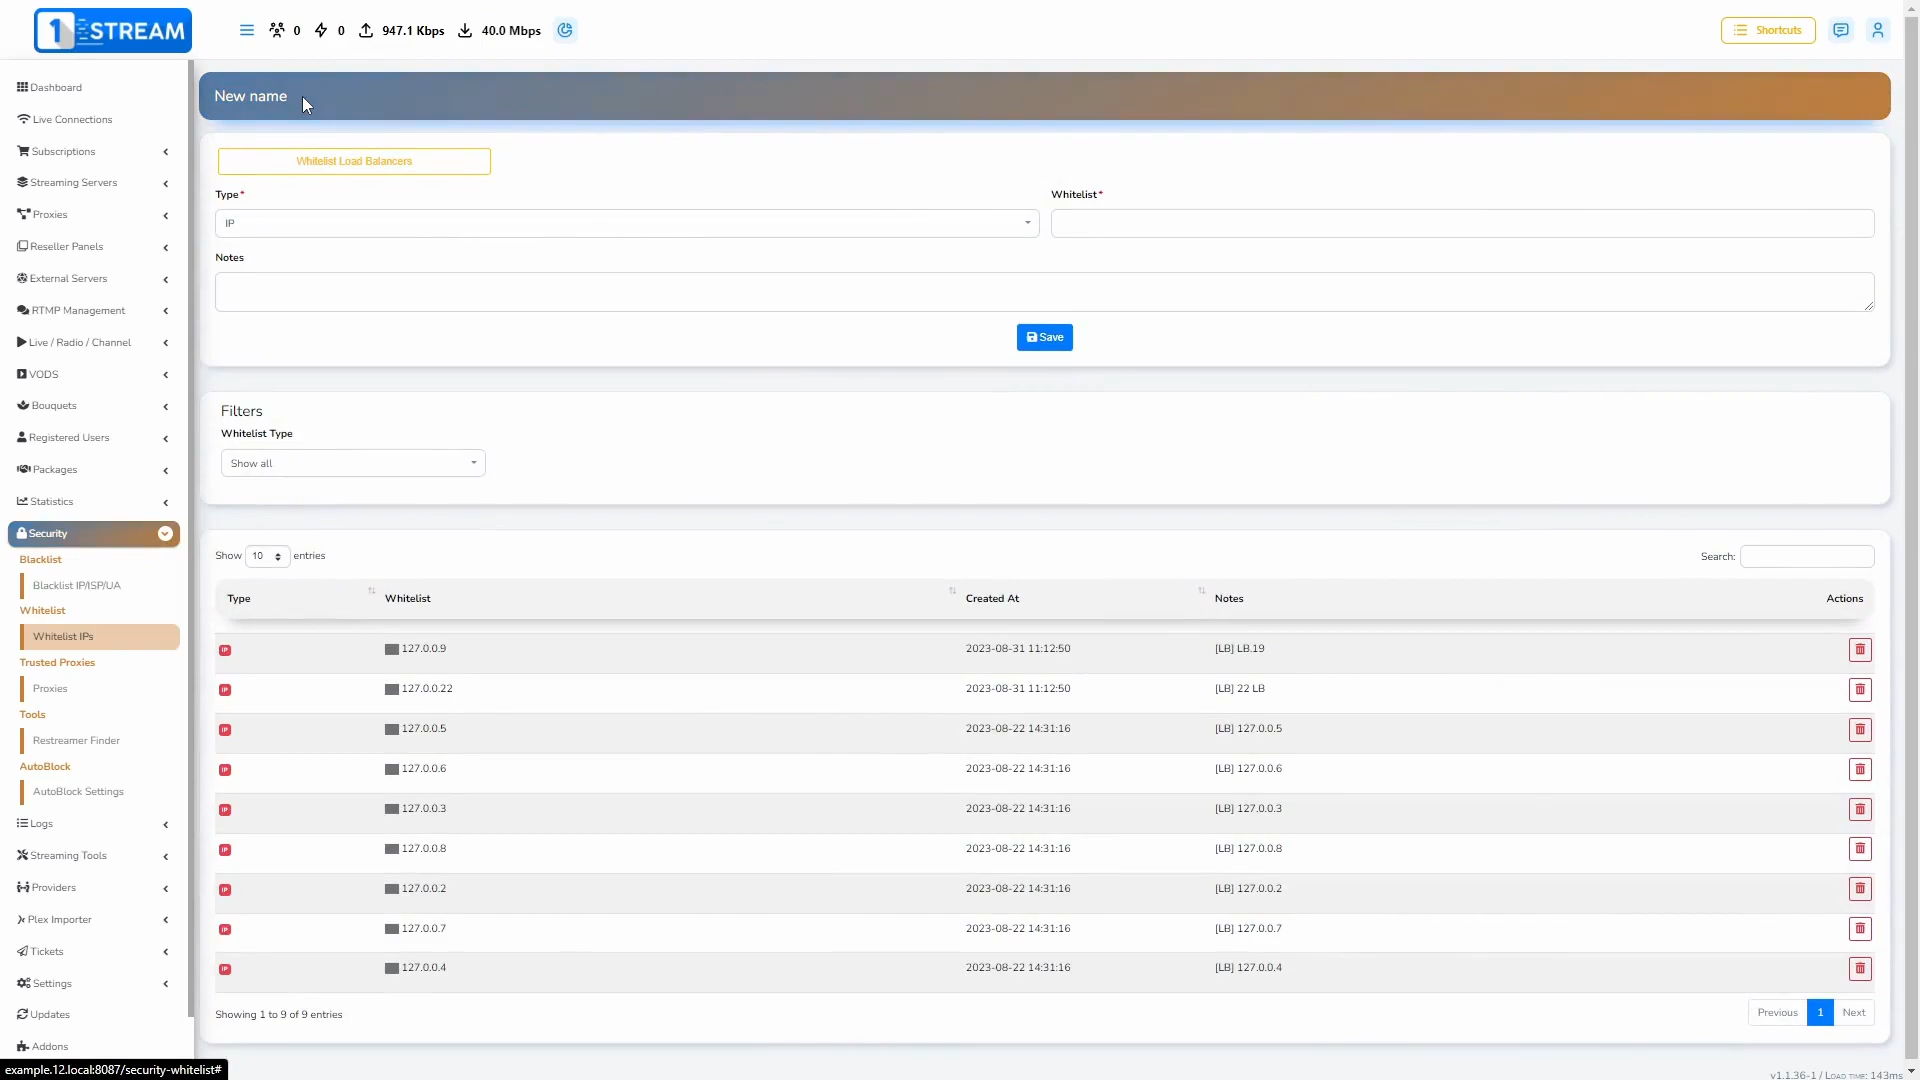 1 STREAM
0
0
947.1 Kbps
40.0 Mbps
Shortcuts
Dashboard
Live Connections
Subscriptions
Streaming Servers
Proxies
Reseller Panels
External Servers
RTMP Management
Live / Radio / Channel
VODS
Bouquets
Registered Users
Packages
Statistics
Security
Blacklist
Blacklist IP/ISP/UA
Whitelist
Whitelist IPs
Trusted Proxies
Proxies
Tools
Restreamer Finder
AutoBlock
AutoBlock Settings
Logs
Streaming Tools
Providers
Plex Importer
Tickets
Settings
Updates
Addons
example.12.local:8087/security-whitelist#
New name
Whitelist Load Balancers
Type*
Whitelist*
IP
Notes
Save
Filters
Whitelist Type
Show all
Show 10 entries
Search:
Type Whitelist Created At Notes Actions
IP 127.0.0.9 2023-08-31 11:12:50 [LB] LB.19
IP 127.0.0.22 2023-08-31 11:12:50 [LB] 22 LB
IP 127.0.0.5 2023-08-22 14:31:16 [LB] 127.0.0.5
IP 127.0.0.6 2023-08-22 14:31:16 [LB] 127.0.0.6
IP 127.0.0.3 2023-08-22 14:31:16 [LB] 127.0.0.3
IP 127.0.0.8 2023-08-22 14:31:16 [LB] 127.0.0.8
IP 127.0.0.2 2023-08-22 14:31:16 [LB] 127.0.0.2
IP 127.0.0.7 2023-08-22 14:31:16 [LB] 127.0.0.7
IP 127.0.0.4 2023-08-22 14:31:16 [LB] 127.0.0.4
Showing 1 to 9 of 9 entries
Previous 1 Next
v1.1.36-1 / Load time: 143ms